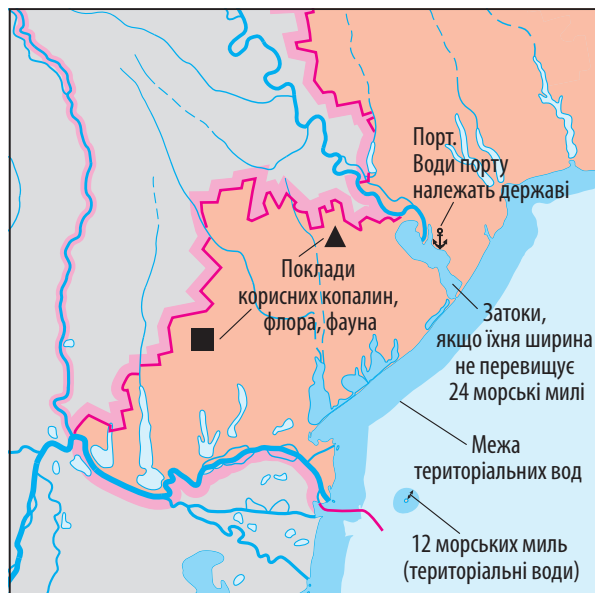 Порт.
Води порту
належать державі
Поклади
корисних копалин,
флора, фауна
Затоки,
якщо їхня ширина
не перевищує
24 морські милі
Межа
територіальних вод
12 морських миль
(територіальні води)